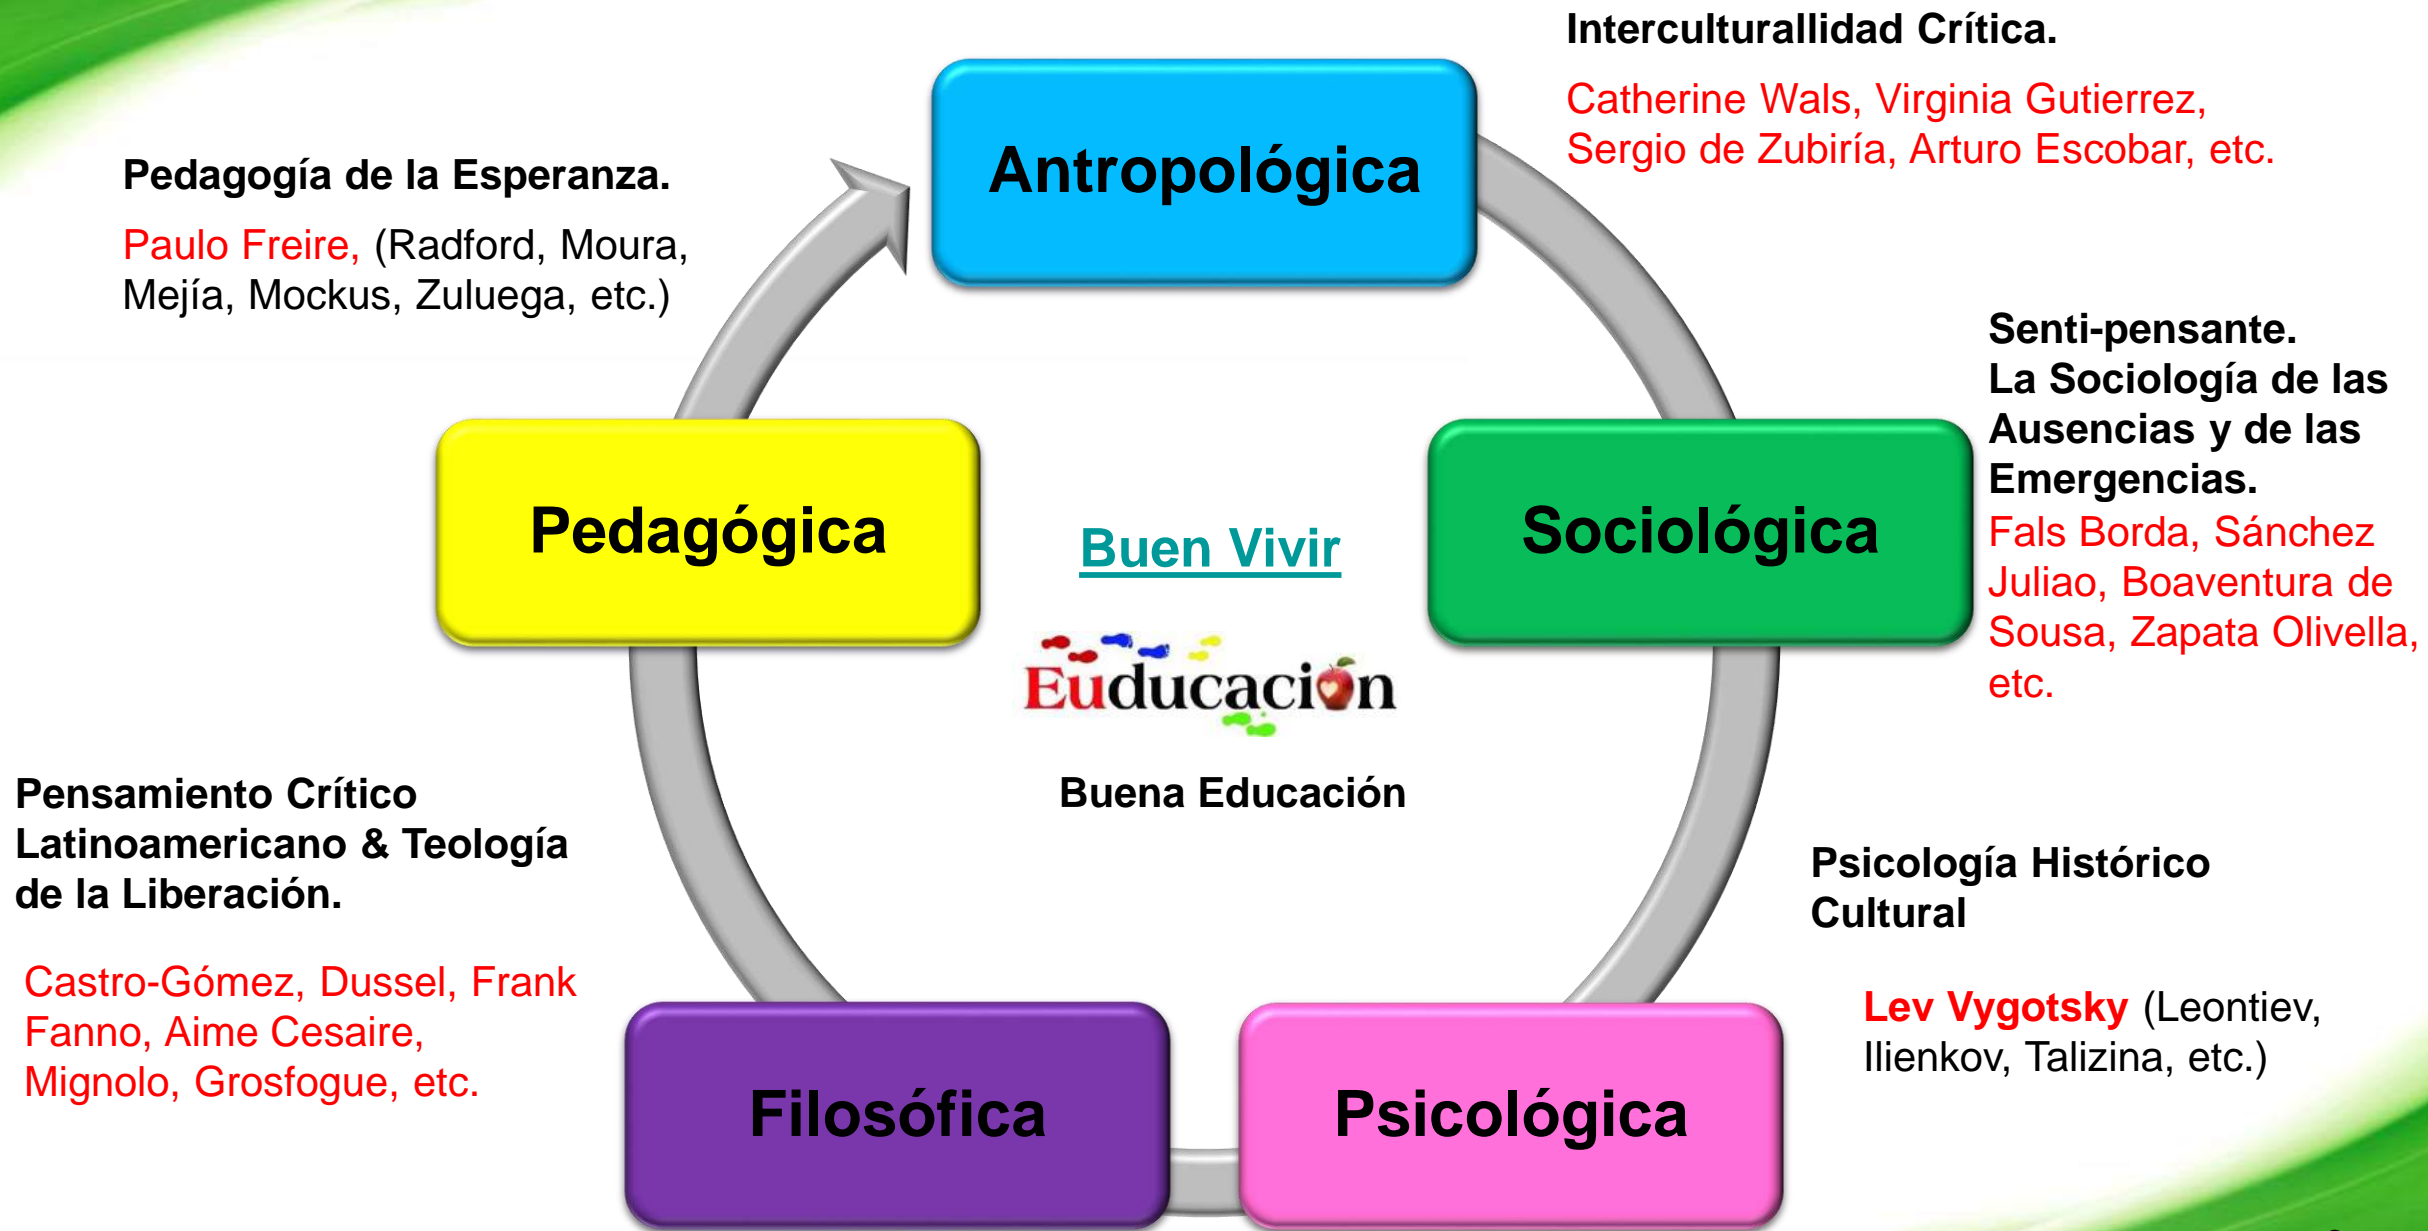 Interculturallidad Crítica.
Catherine Wals, Virginia Gutierrez,
Sergio de Zubiría, Arturo Escobar, etc.
Antropológica
Pedagogía de la Esperanza.
Paulo Freire, (Radford, Moura,
Mejía, Mockus, Zuluega, etc.)
Senti-pensante.
La Sociología de las
Ausencias y de las
Emergencias.
Fals Borda, Sánchez
Juliao, Boaventura de
Sousa, Zapata Olivella,
etc.
Pedagógica
Buen Vivir
Sociológica
Euducación
Buena Educación
Pensamiento Crítico
Latinoamericano & Teología
de la Liberación.
Castro-Gómez, Dussel, Frank
Fanno, Aime Cesaire,
Mignolo, Grosfogue, etc.
Psicología Histórico
Cultural
Lev Vygotsky (Leontiev,
Ilienkov, Talizina, etc.)
Filosófica
Psicológica